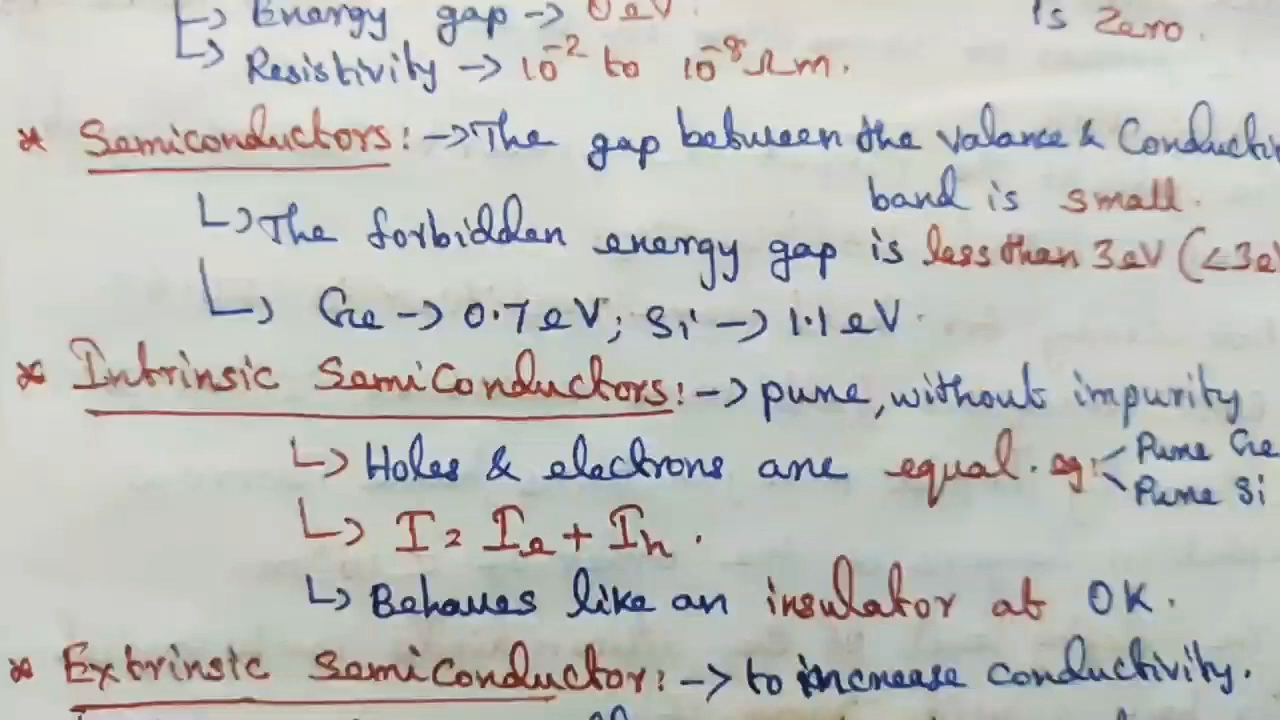 ↳ Energy gap → 0 eV. is zero.
↳ Resistivity → 10⁻² to 10⁻⁸ Ωm.
* Semiconductors: → The gap between the Valance & Conducti
band is small.
↳ The forbidden energy gap is less than 3eV (<3e
↳ Ge → 0.7 eV; Si → 1.1 eV.
* Intrinsic Semiconductors: → pure, without impurity
↳ Holes & electrons are equal. eg: Pure Ge
Pure Si
↳ I = Ie + Ih.
↳ Behaves like an insulator at 0K.
* Extrinsic Semiconductor: → to increase conductivity.